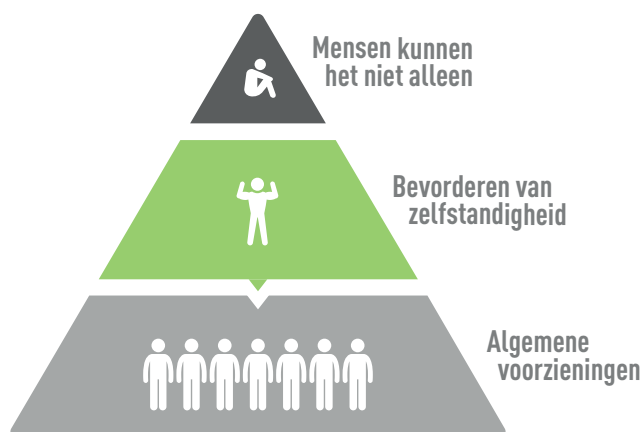 Mensen kunnen
het niet alleen
Bevorderen van
zelfstandigheid
Algemene
voorzieningen